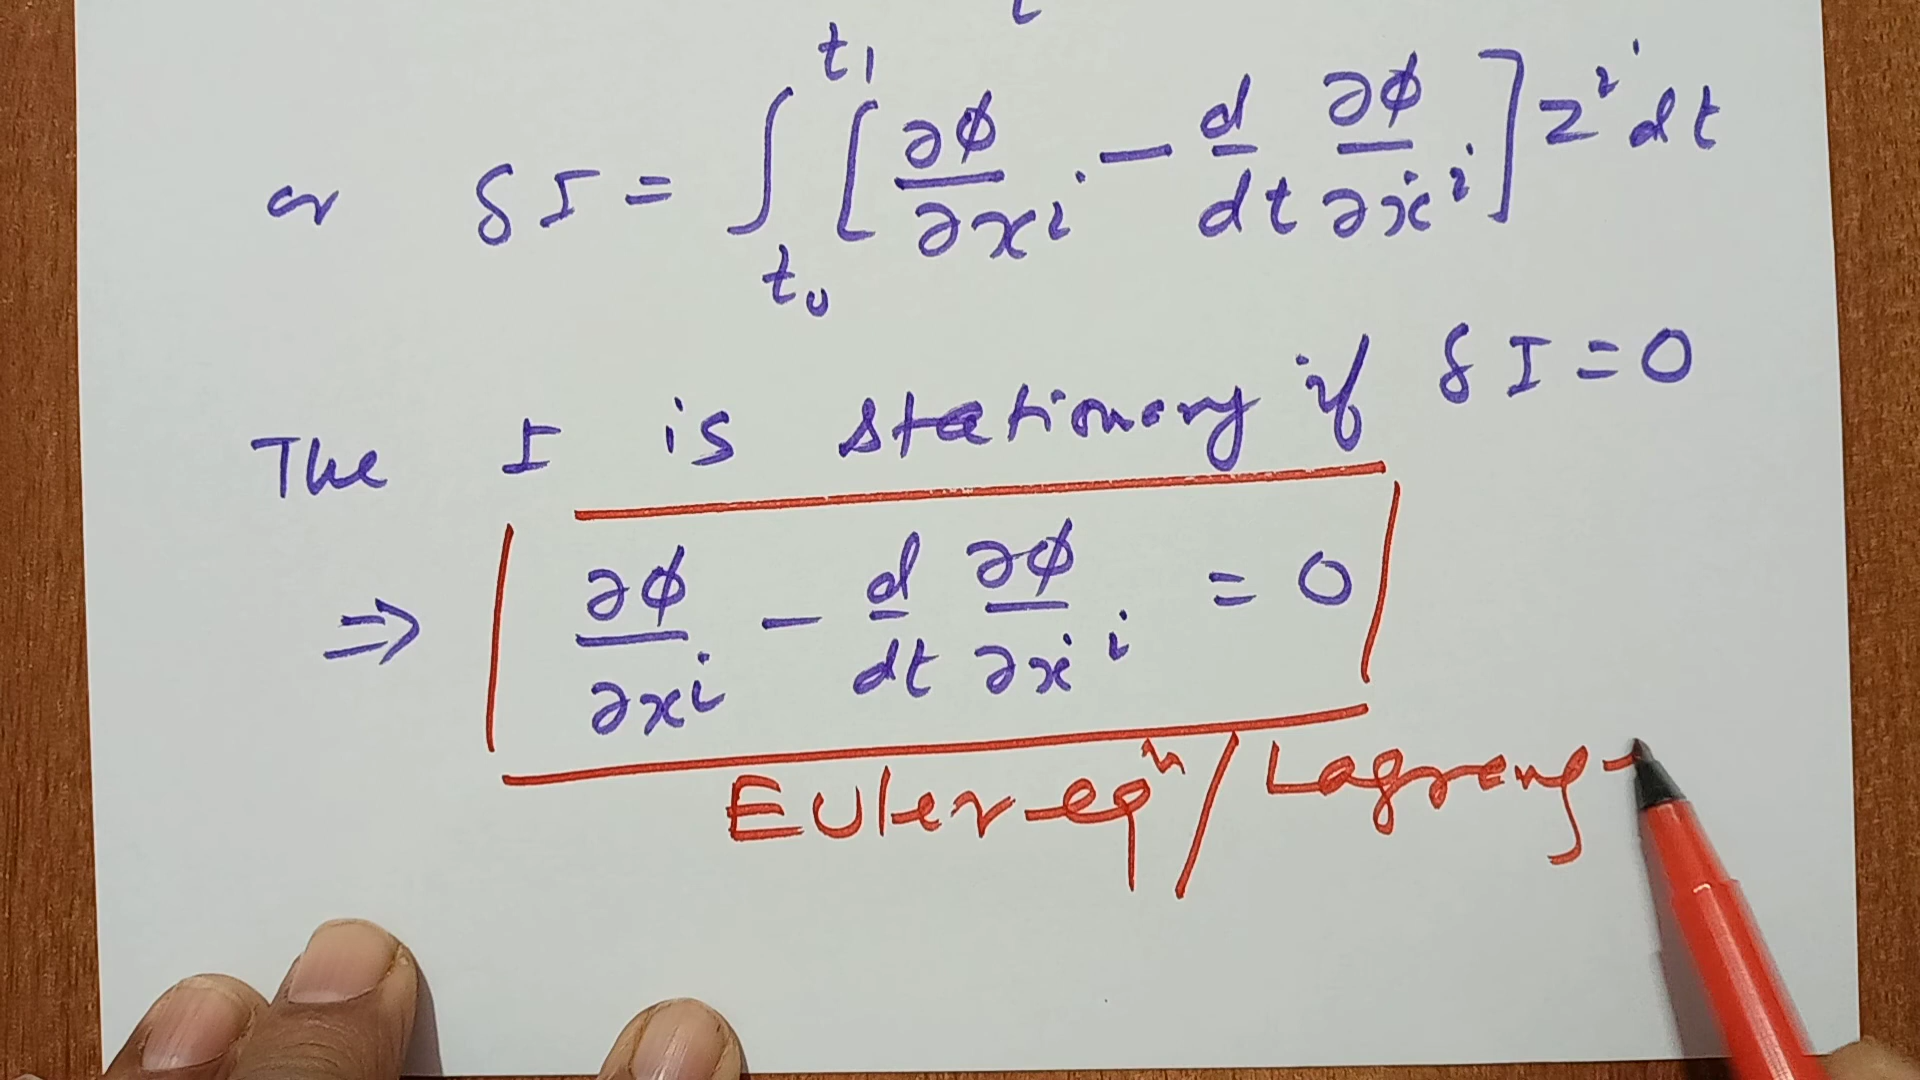 or δI = ∫_{t₀}^{t₁} [∂φ/∂xⁱ - d/dt ∂φ/∂ẋⁱ] zⁱ dt
The I is stationary if δI = 0
⇒ ∂φ/∂xⁱ - d/dt ∂φ/∂ẋⁱ = 0
Euler eqⁿ / Lagrang